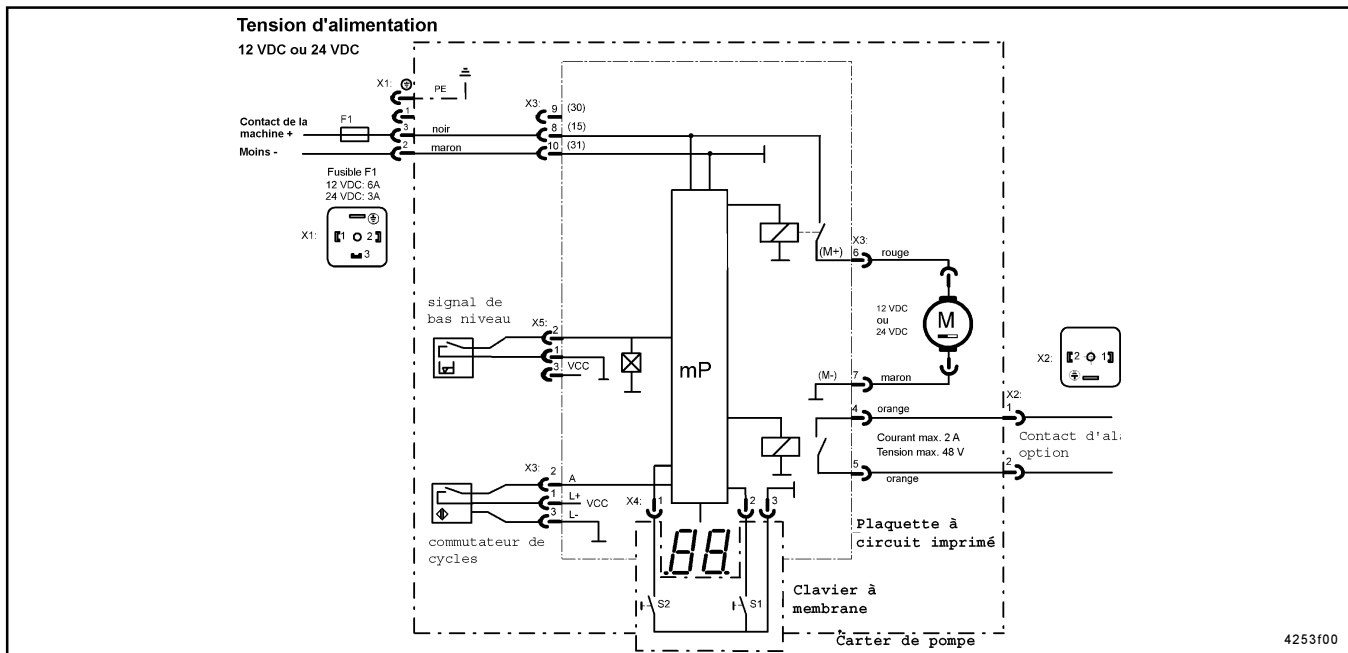 Tension d'alimentation
12 VDC ou 24 VDC
X1:
PE
1
3
2
Contact de la
machine +
F1
noir
Moins -
maron
X3:
9 (30)
8 (15)
10 (31)
Fusible F1
12 VDC: 6A
24 VDC: 3A
X1:
1 2
3
(M+)
X3:
6
rouge
signal de
bas niveau
X5:
2
1
3 VCC
mP
12 VDC
ou
24 VDC
M
X2:
2 1
(M-)
7
maron
X2:
4
orange
1
Courant max. 2 A
Tension max. 48 V
Contact d'al
option
5
orange
2
X3:
2 A
1 L+ VCC
3 L-
commutateur de
cycles
X4:
1
2
3
Plaquette à
circuit imprimé
.8.8.
Clavier à
membrane
S2
S1
Carter de pompe
4253f00